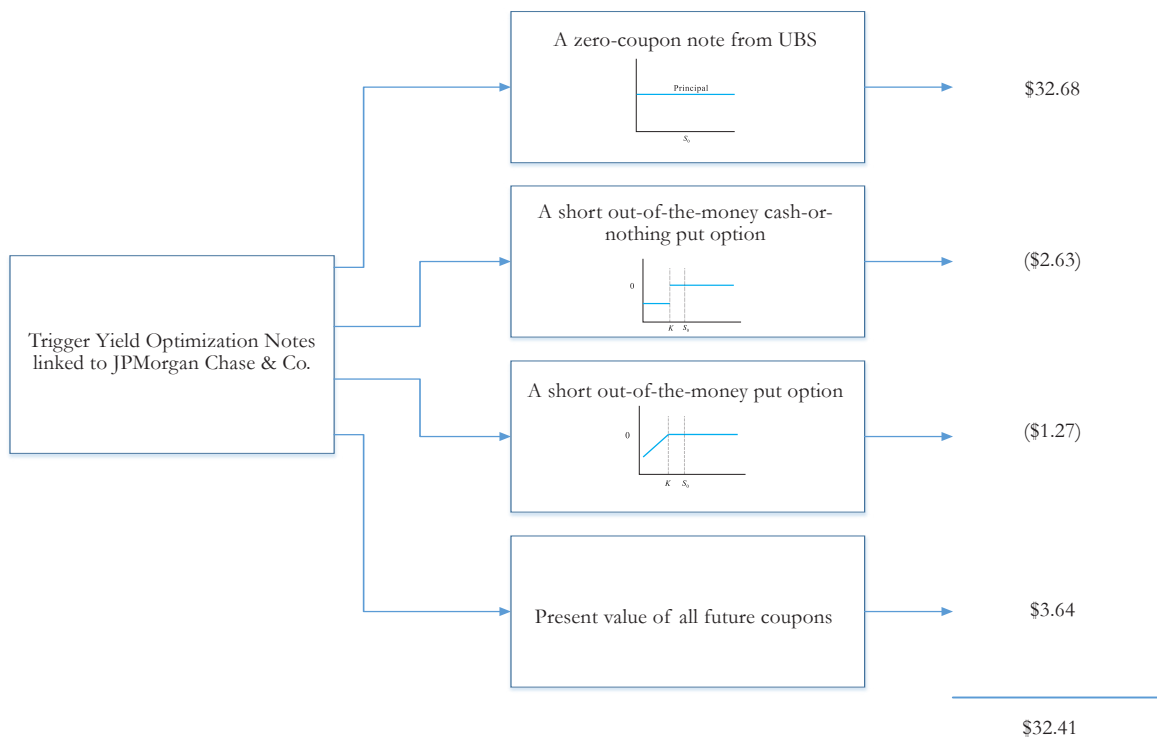 A zero-coupon note from UBS
Principal
S0
$32.68
A short out-of-the-money cash-or-
nothing put option
0
K S0
($2.63)
Trigger Yield Optimization Notes
linked to JPMorgan Chase & Co.
A short out-of-the-money put option
0
K S0
($1.27)
Present value of all future coupons
$3.64
$32.41